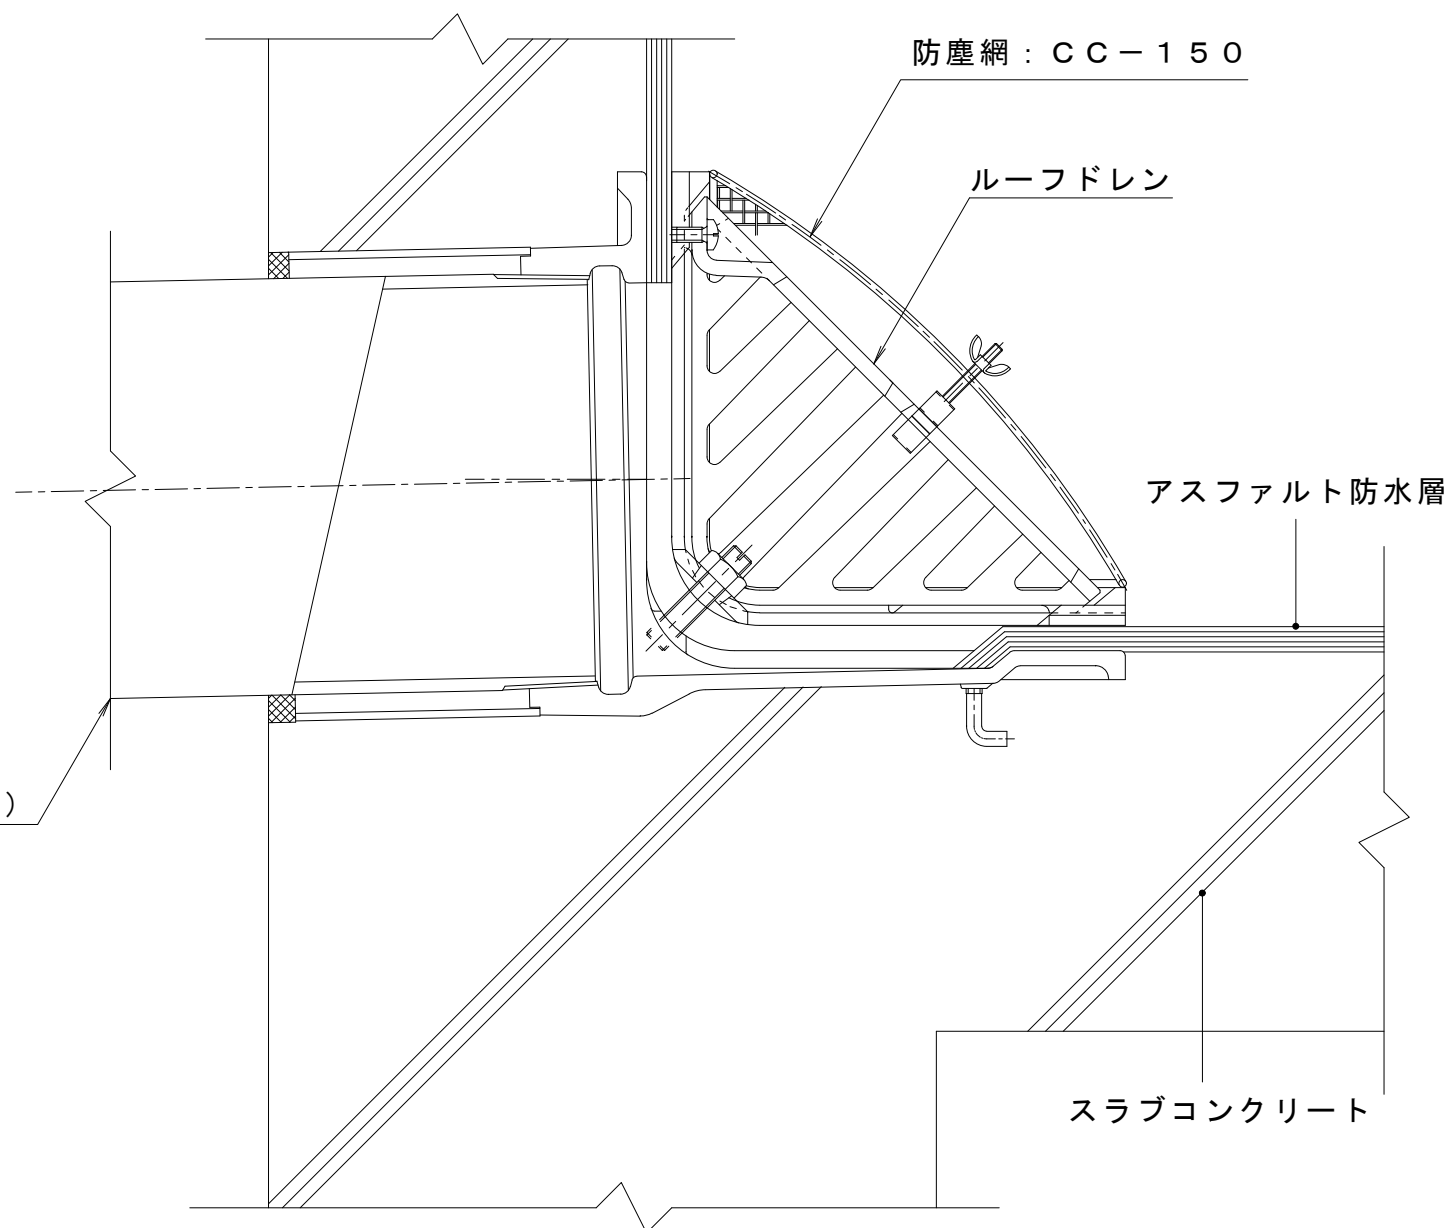 防塵網：ＣＣ－１５０
ルーフドレン
アスファルト防水層
）
スラブコンクリート